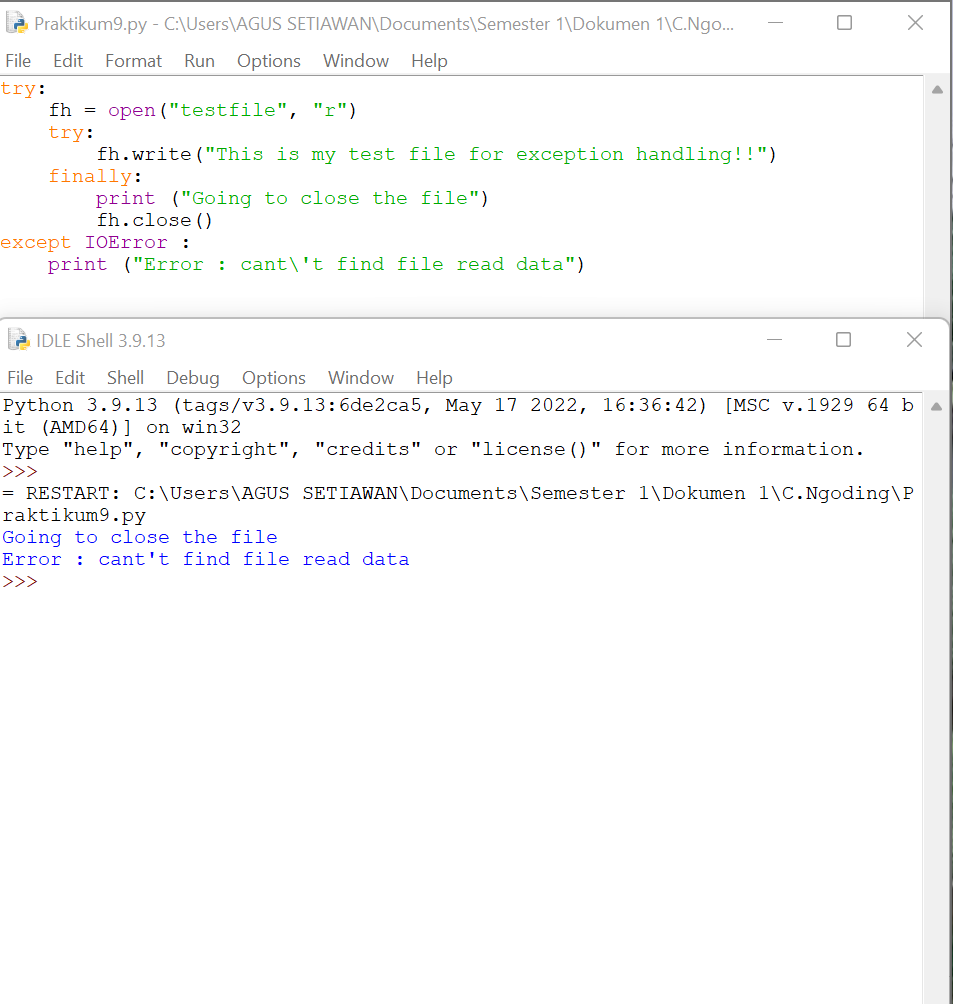 Praktikum9.py - C:\Users\AGUS SETIAWAN\Documents\Semester 1\Dokumen 1\C.Ngo...
File Edit Format Run Options Window Help
try:
    fh = open("testfile", "r")
    try:
        fh.write("This is my test file for exception handling!!")
    finally:
        print ("Going to close the file")
        fh.close()
except IOError :
    print ("Error : cant\'t find file read data")
IDLE Shell 3.9.13
File Edit Shell Debug Options Window Help
Python 3.9.13 (tags/v3.9.13:6de2ca5, May 17 2022, 16:36:42) [MSC v.1929 64 b
it (AMD64)] on win32
Type "help", "copyright", "credits" or "license()" for more information.
>>>
= RESTART: C:\Users\AGUS SETIAWAN\Documents\Semester 1\Dokumen 1\C.Ngoding\P
raktikum9.py
Going to close the file
Error : cant't find file read data
>>>